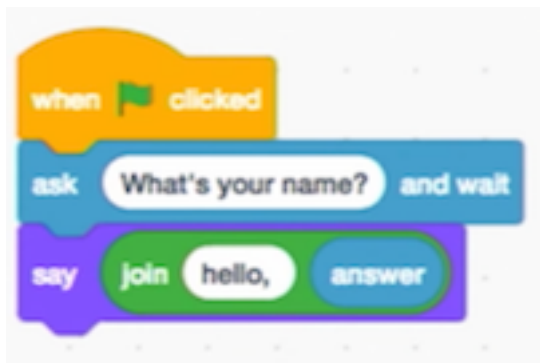 when clicked
ask What's your name? and wait
say join hello, answer